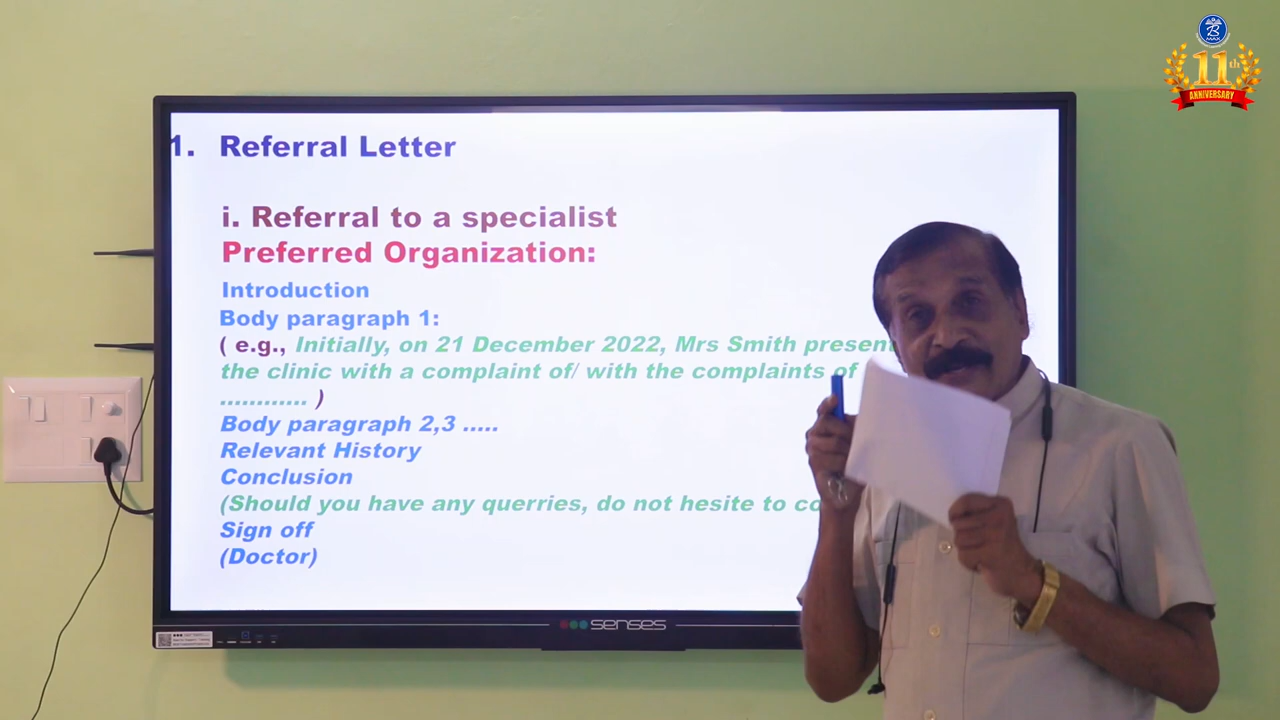 B
MAX
11th
ANNIVERSARY
1. Referral Letter
i. Referral to a specialist
Preferred Organization:
Introduction
Body paragraph 1:
( e.g., Initially, on 21 December 2022, Mrs Smith present
the clinic with a complaint of/ with the complaints of
............ )
Body paragraph 2,3 .....
Relevant History
Conclusion
(Should you have any querries, do not hesite to co
Sign off
(Doctor)
senses